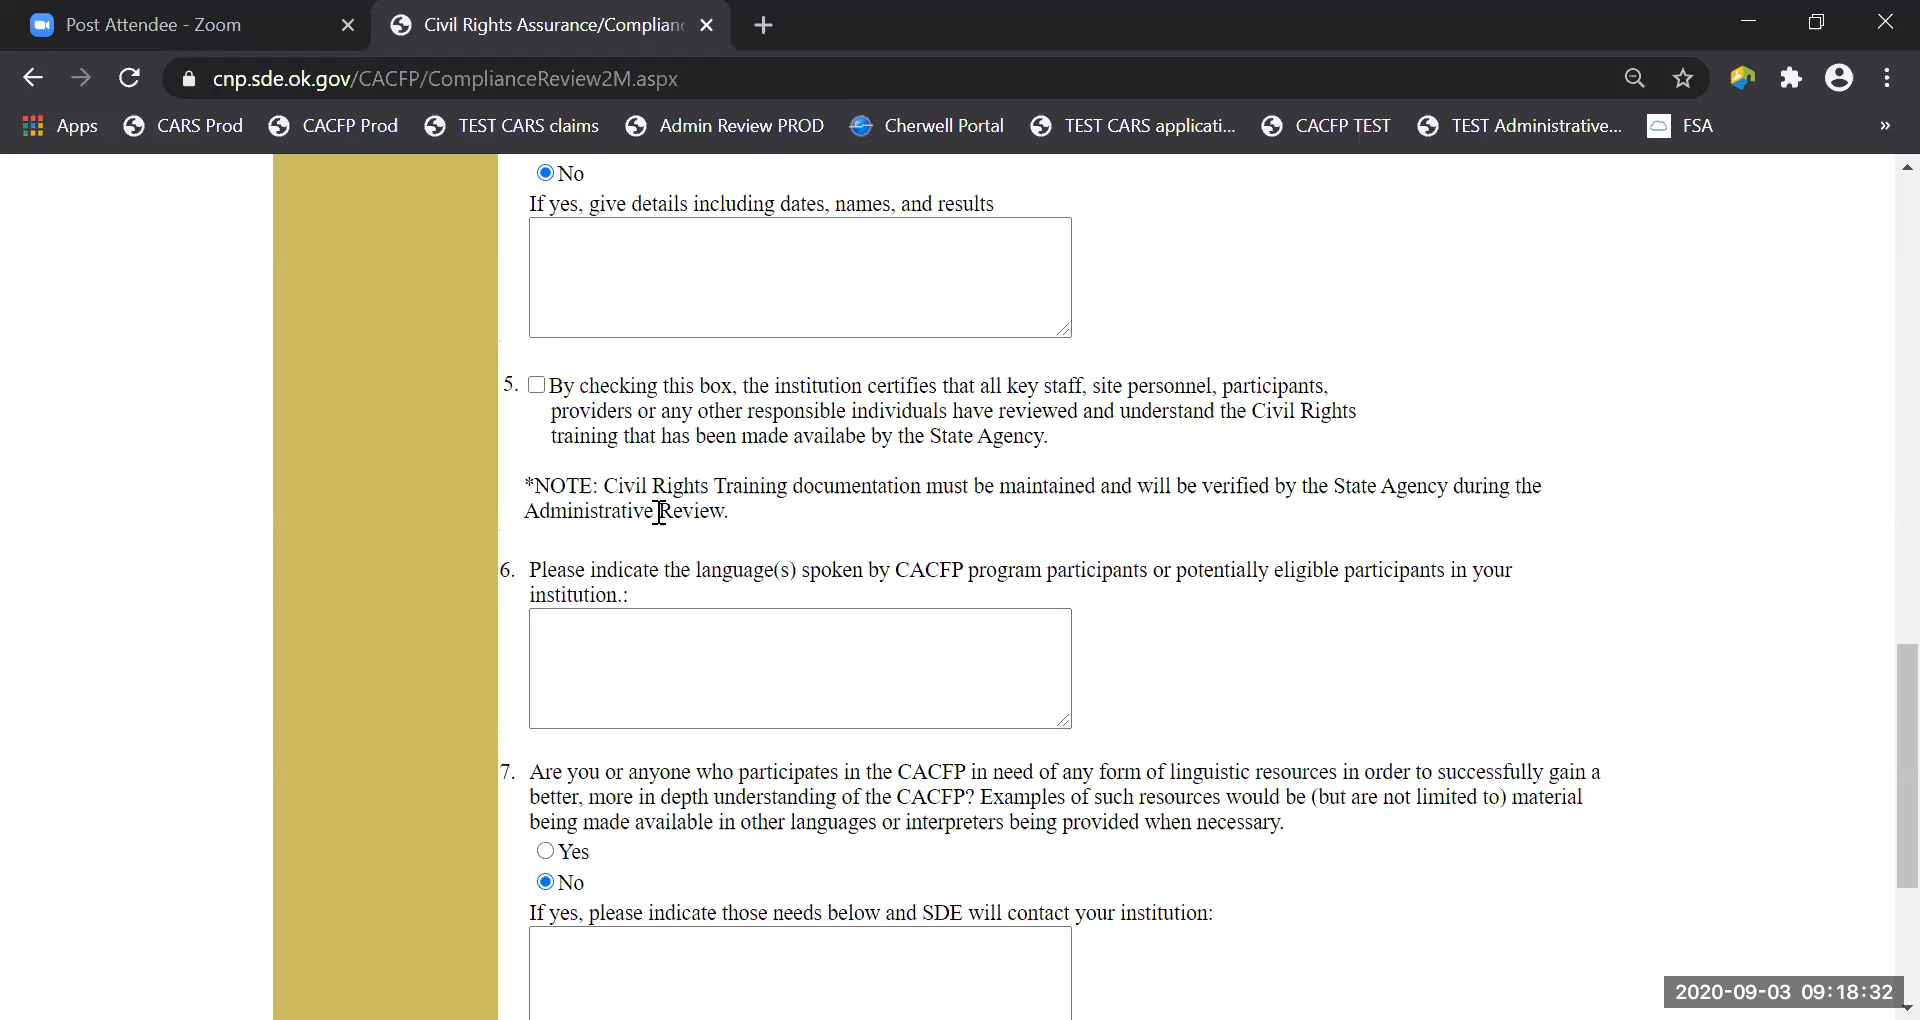 Post Attendee - Zoom
Civil Rights Assurance/Complian
cnp.sde.ok.gov/CACFP/ComplianceReview2M.aspx
Apps CARS Prod CACFP Prod TEST CARS claims Admin Review PROD Cherwell Portal TEST CARS applicati... CACFP TEST TEST Administrative... FSA »
No
If yes, give details including dates, names, and results
5. By checking this box, the institution certifies that all key staff, site personnel, participants,
providers or any other responsible individuals have reviewed and understand the Civil Rights
training that has been made availabe by the State Agency.
*NOTE: Civil Rights Training documentation must be maintained and will be verified by the State Agency during the
Administrative Review.
6. Please indicate the language(s) spoken by CACFP program participants or potentially eligible participants in your
institution.:
7. Are you or anyone who participates in the CACFP in need of any form of linguistic resources in order to successfully gain a
better, more in depth understanding of the CACFP? Examples of such resources would be (but are not limited to) material
being made available in other languages or interpreters being provided when necessary.
Yes
No
If yes, please indicate those needs below and SDE will contact your institution:
2020-09-03 09:18:32